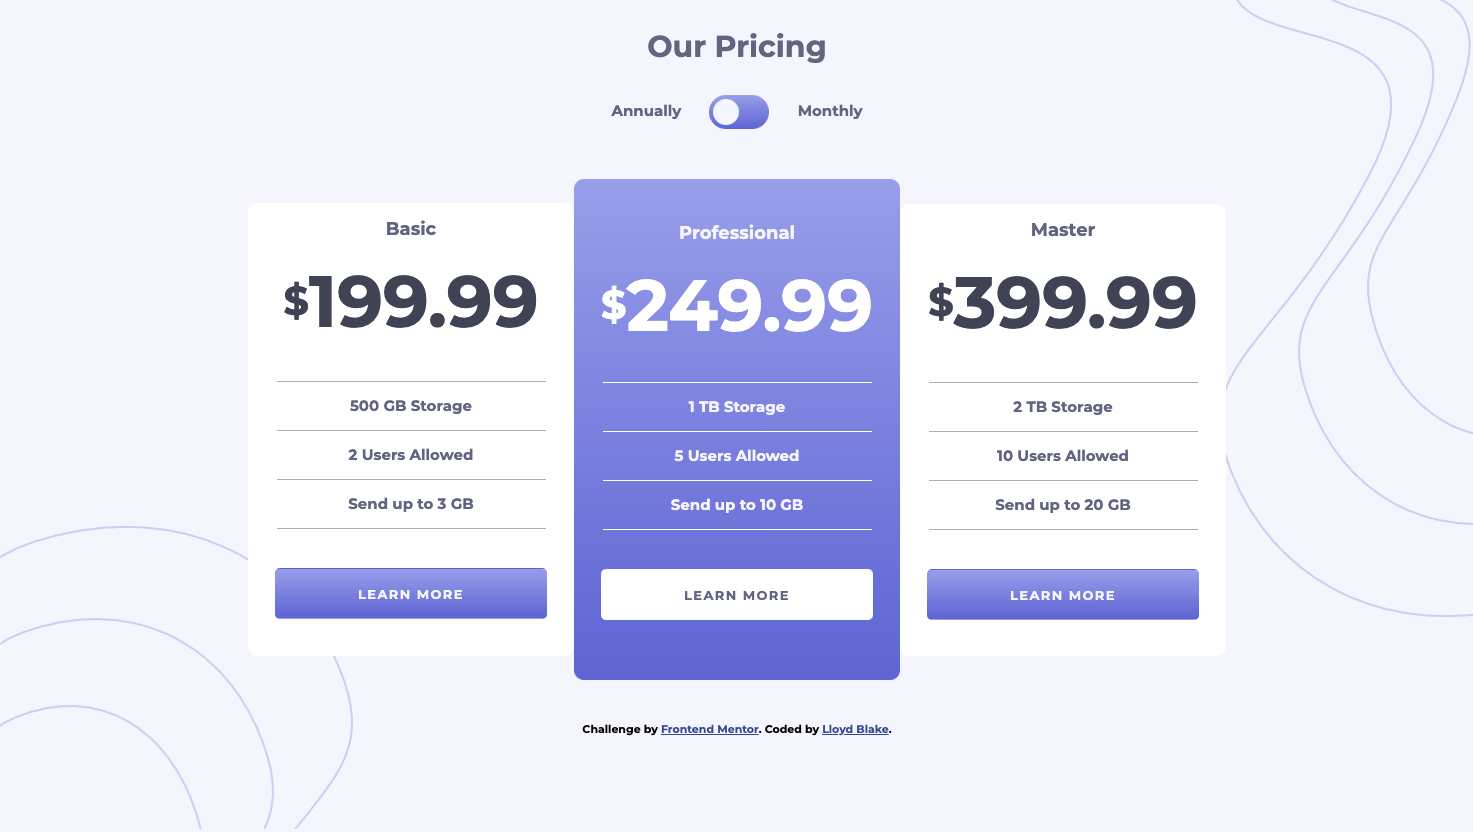 Our Pricing
Annually Monthly
Basic
$199.99
500 GB Storage
2 Users Allowed
Send up to 3 GB
LEARN MORE
Professional
$249.99
1 TB Storage
5 Users Allowed
Send up to 10 GB
LEARN MORE
Master
$399.99
2 TB Storage
10 Users Allowed
Send up to 20 GB
LEARN MORE
Challenge by Frontend Mentor. Coded by Lloyd Blake.